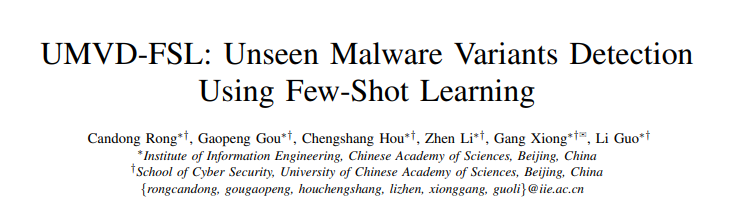 UMVD-FSL: Unseen Malware Variants Detection
Using Few-Shot Learning
Candong Rong*†, Gaopeng Gou*†, Chengshang Hou*†, Zhen Li*†, Gang Xiong*†✉, Li Guo*†
*Institute of Information Engineering, Chinese Academy of Sciences, Beijing, China
†School of Cyber Security, University of Chinese Academy of Sciences, Beijing, China
{rongcandong, gougaopeng, houchengshang, lizhen, xionggang, guoli}@iie.ac.cn